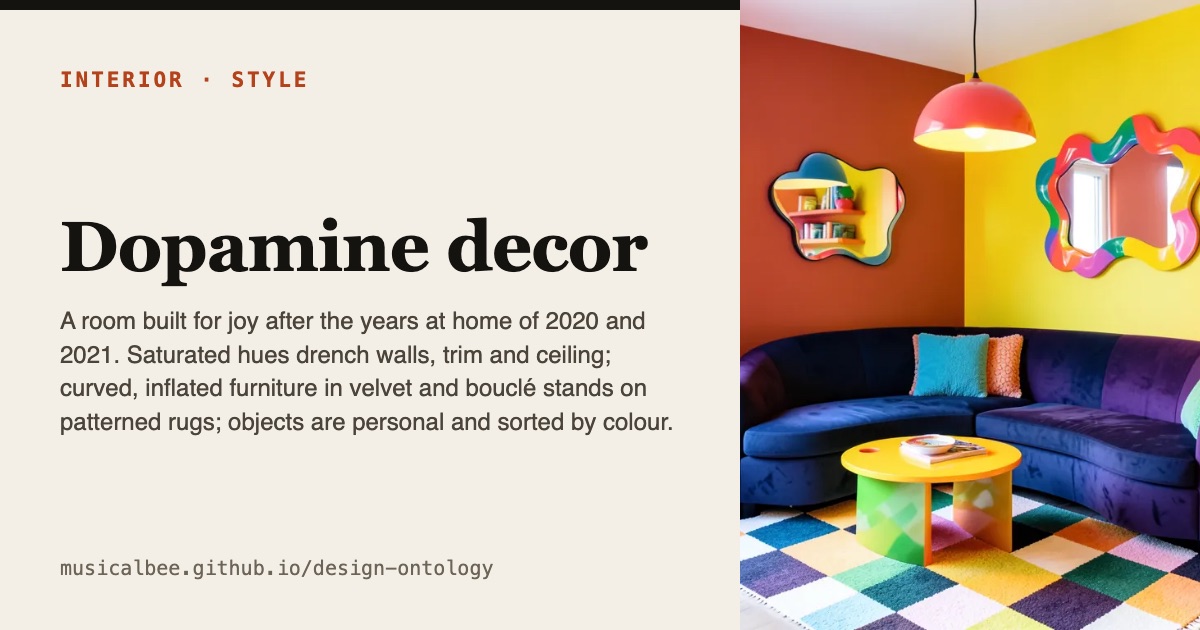 INTERIOR · STYLE
Dopamine decor
A room built for joy after the years at home of 2020 and
2021. Saturated hues drench walls, trim and ceiling;
curved, inflated furniture in velvet and bouclé stands on
patterned rugs; objects are personal and sorted by colour.
musicalbee.github.io/design-ontology